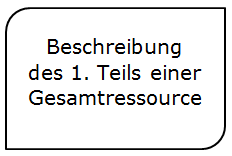 Beschreibung
des 1. Teils einer
Gesamtressource